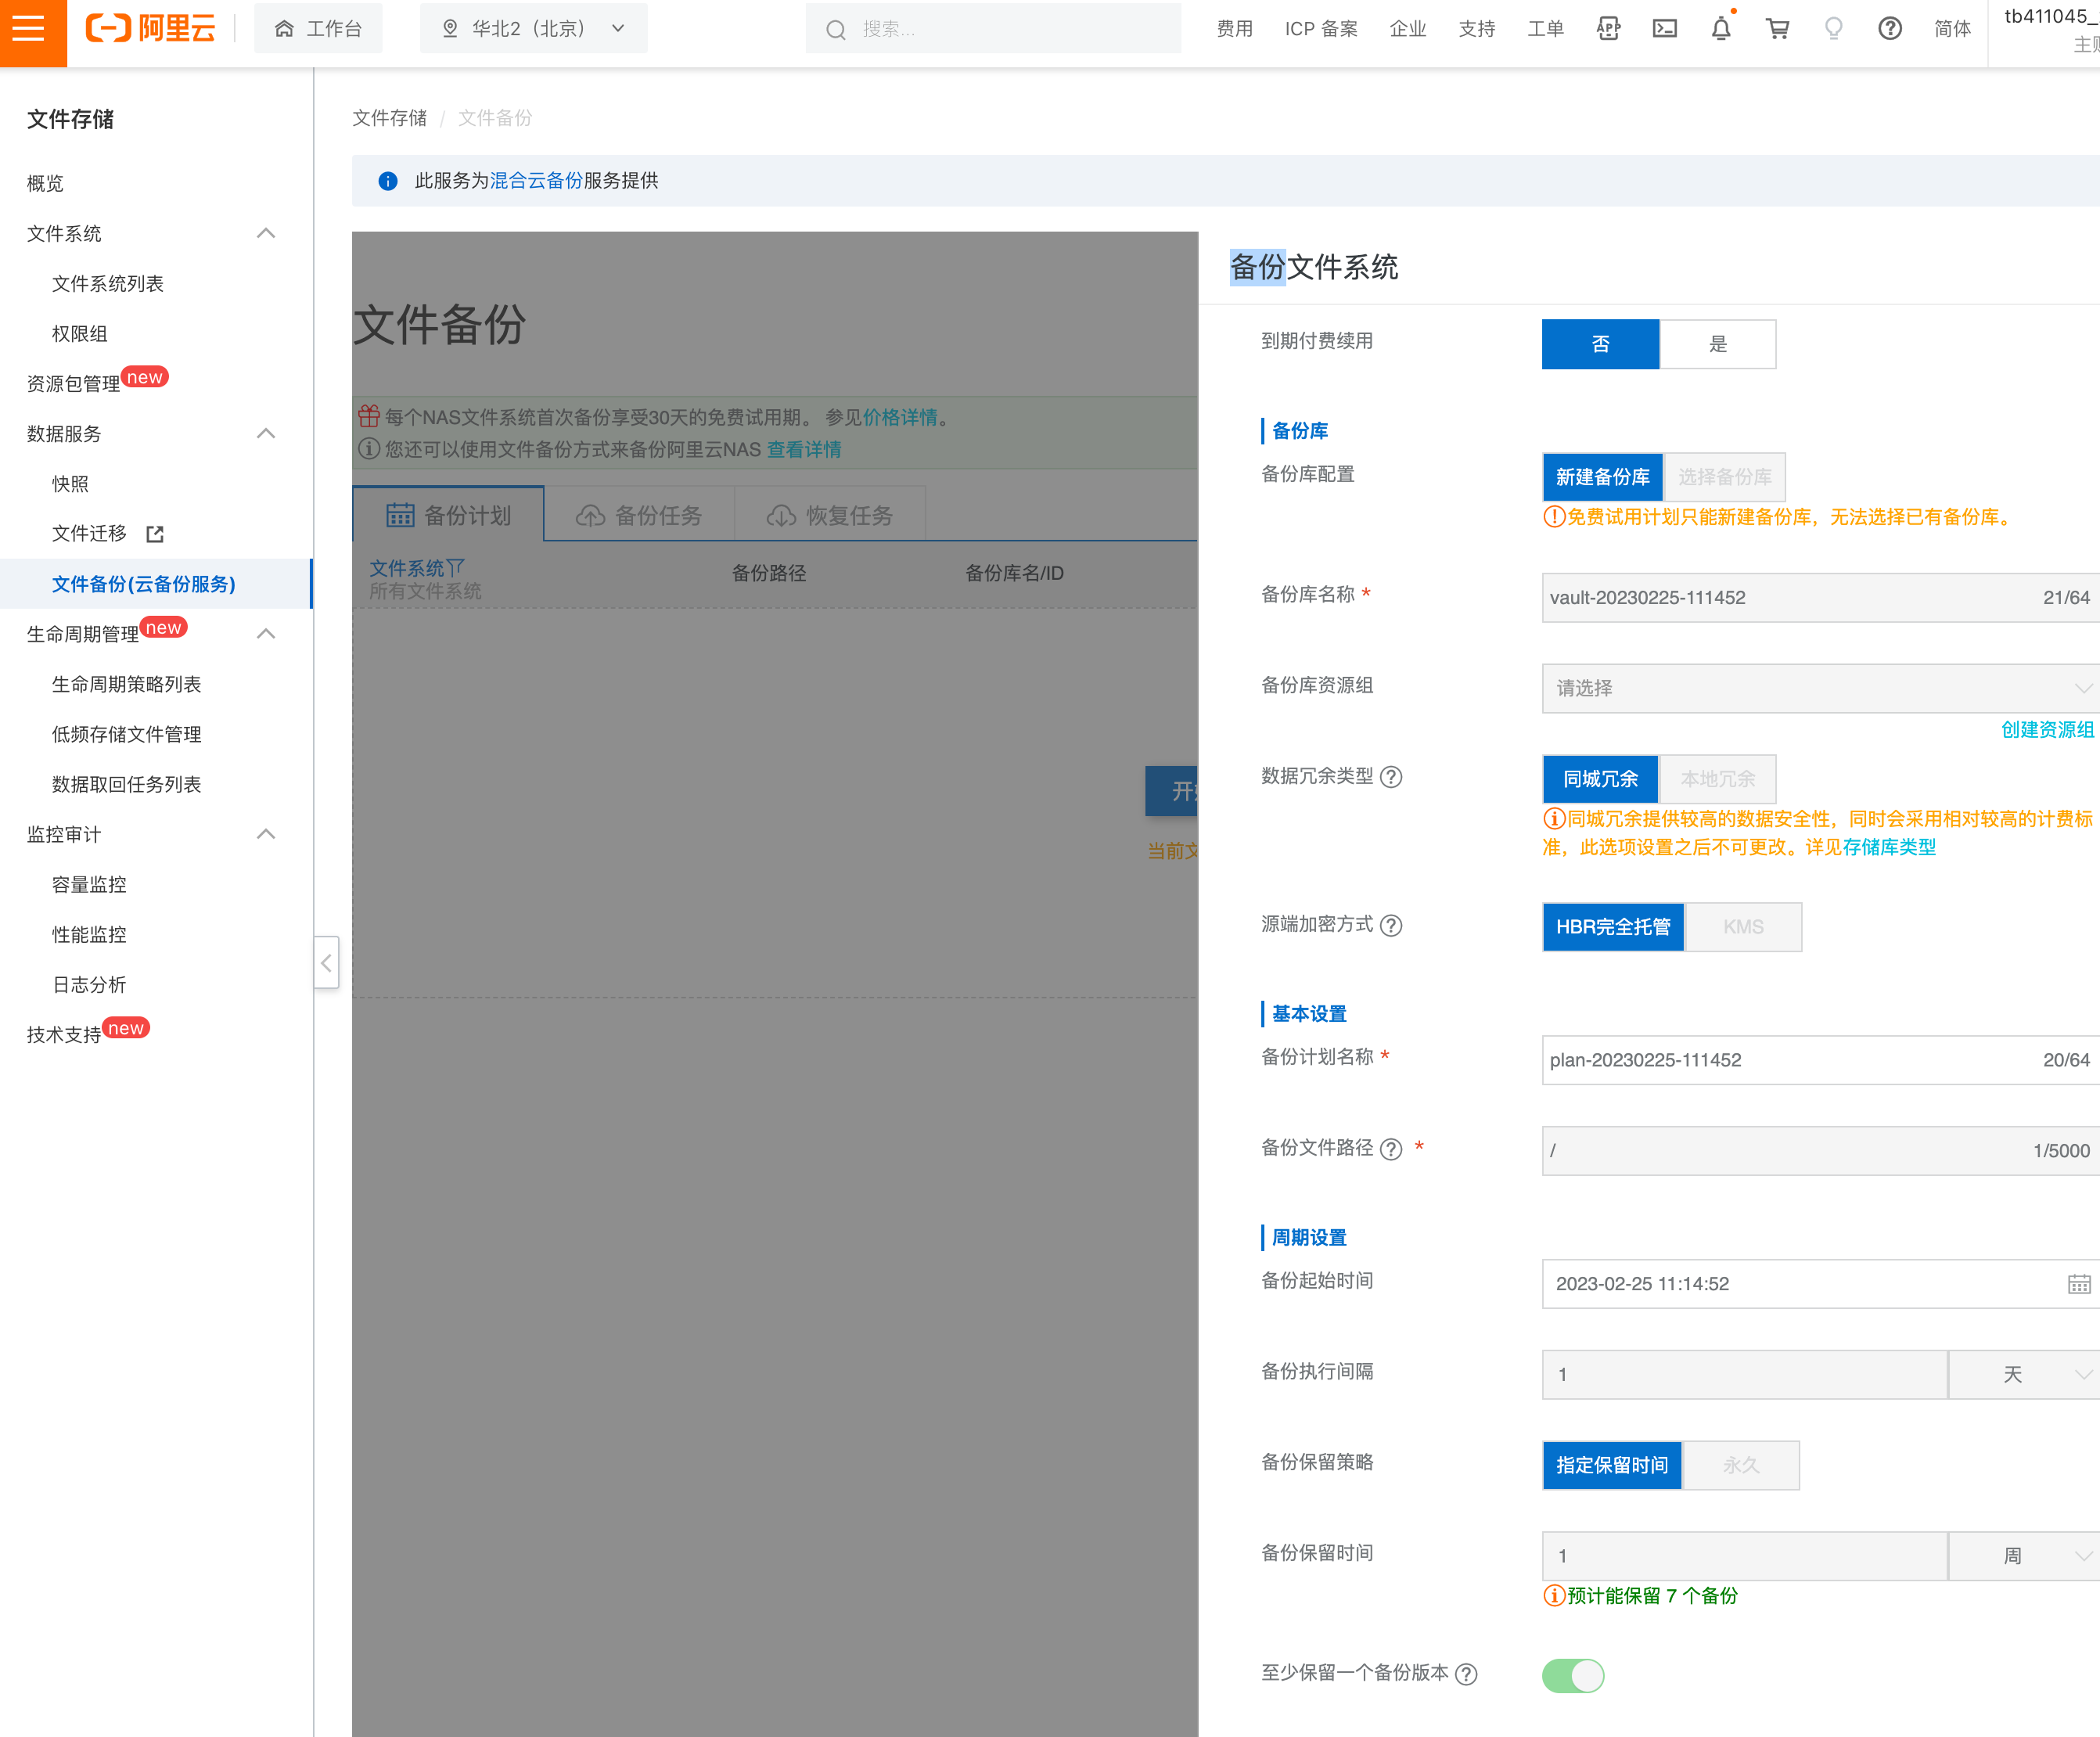 阿里云
工作台
华北2（北京）
搜索...
费用
ICP 备案
企业
支持
工单
APP
简体
tb411045_
文件存储
概览
文件系统
文件系统列表
权限组
资源包管理 new
数据服务
快照
文件迁移
文件备份(云备份服务)
生命周期管理 new
生命周期策略列表
低频存储文件管理
数据取回任务列表
监控审计
容量监控
性能监控
日志分析
技术支持 new
文件存储 / 文件备份
此服务为混合云备份服务提供
文件备份
每个NAS文件系统首次备份享受30天的免费试用期。 参见价格详情。
您还可以使用文件备份方式来备份阿里云NAS 查看详情
备份计划
备份任务
恢复任务
文件系统
所有文件系统
备份路径
备份库名/ID
开
当前文
备份文件系统
到期付费续用
否
是
备份库
备份库配置
新建备份库
选择备份库
免费试用计划只能新建备份库，无法选择已有备份库。
备份库名称 *
vault-20230225-111452
21/64
备份库资源组
请选择
创建资源组
数据冗余类型
同城冗余
本地冗余
同城冗余提供较高的数据安全性，同时会采用相对较高的计费标
准，此选项设置之后不可更改。详见存储库类型
源端加密方式
HBR完全托管
KMS
基本设置
备份计划名称 *
plan-20230225-111452
20/64
备份文件路径 *
/
1/5000
周期设置
备份起始时间
2023-02-25 11:14:52
备份执行间隔
1
天
备份保留策略
指定保留时间
永久
备份保留时间
1
周
预计能保留 7 个备份
至少保留一个备份版本